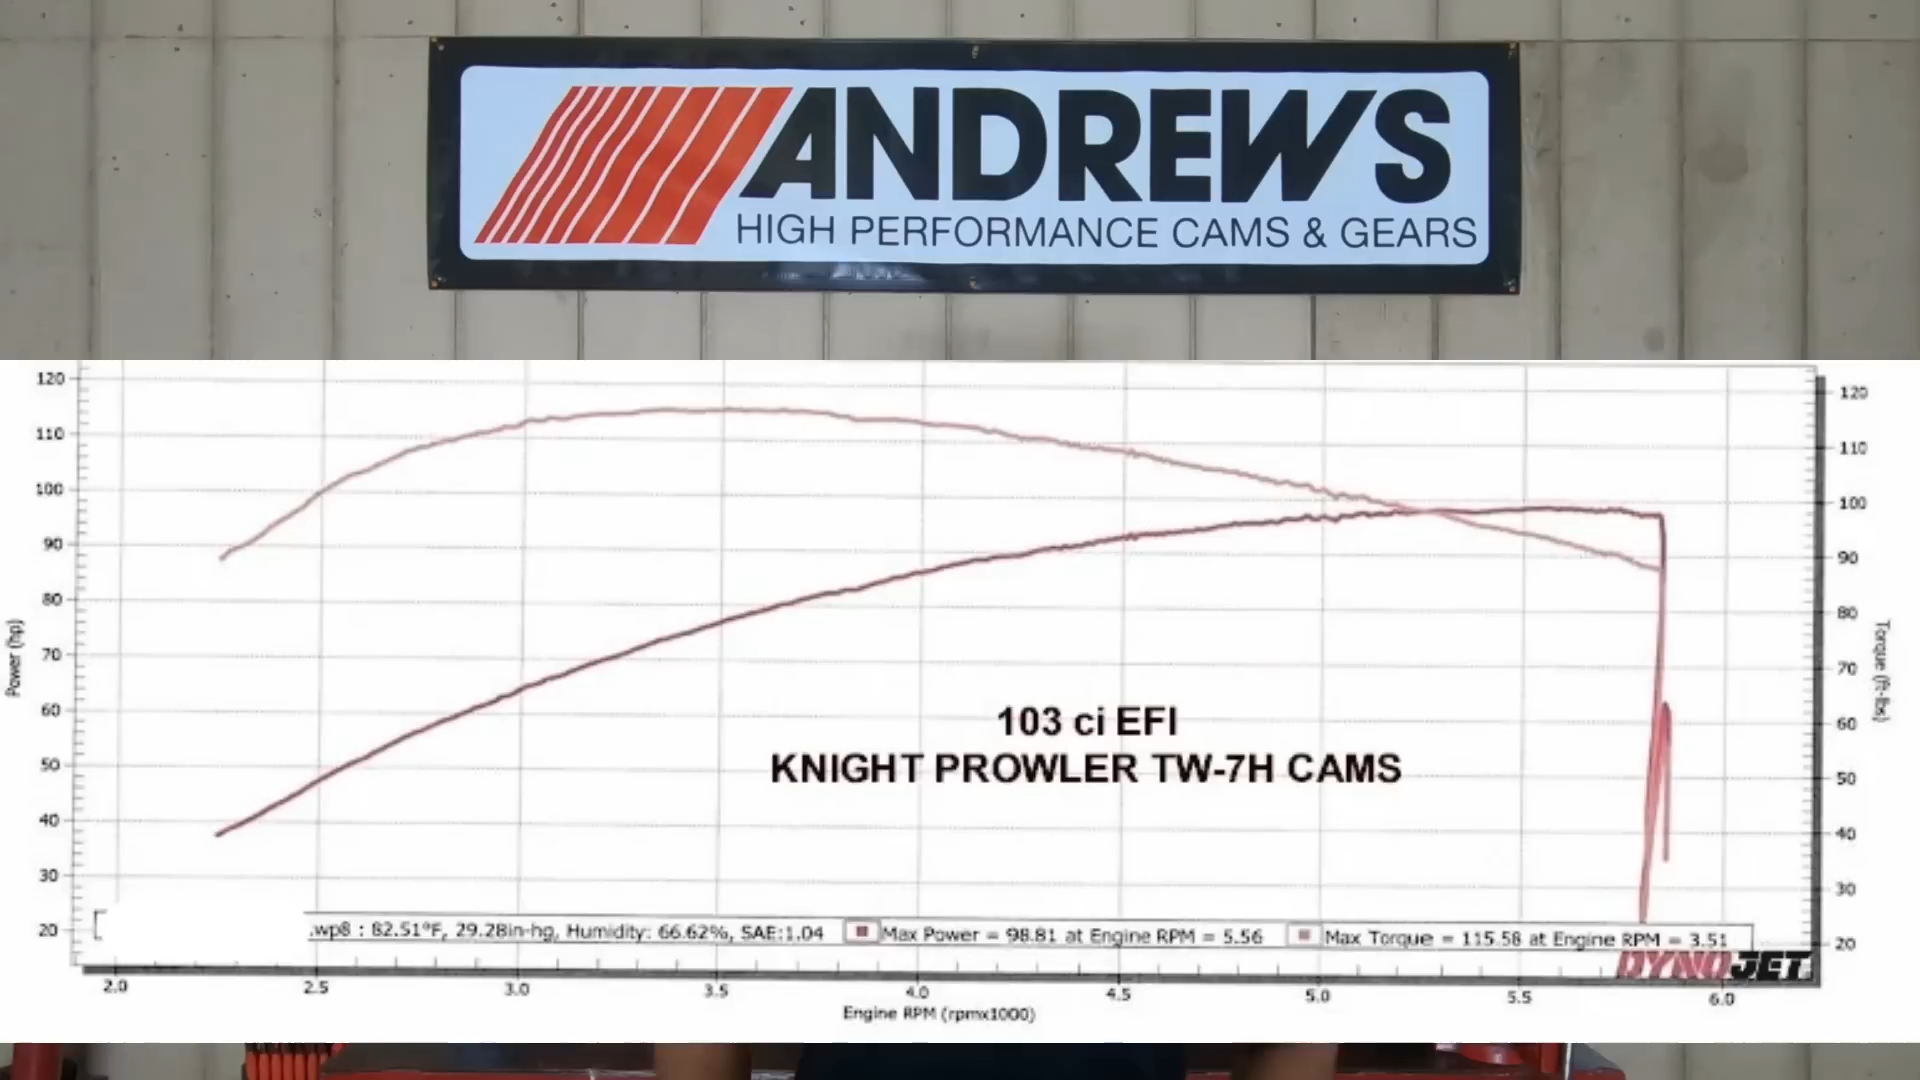 ANDREWS
HIGH PERFORMANCE CAMS & GEARS
120
110
100
90
80
70
60
50
40
30
20
Power (hp)
120
110
100
90
80
70
60
50
40
30
20
Torque (ft-lbs)
103 ci EFI
KNIGHT PROWLER TW-7H CAMS
.wp8 : 82.51°F, 29.28in-hg, Humidity: 66.62%, SAE:1.04 Max Power = 98.81 at Engine RPM = 5.56 Max Torque = 115.58 at Engine RPM = 3.51
DYNOJET
2.0 2.5 3.0 3.5 4.0 4.5 5.0 5.5 6.0
Engine RPM (rpmx1000)